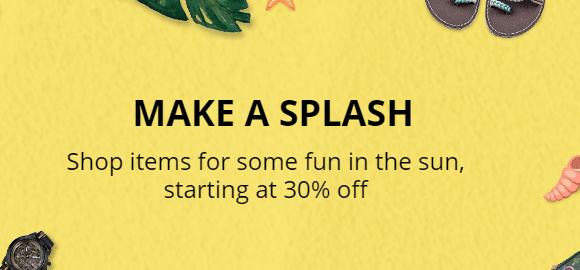 MAKE A SPLASH
Shop items for some fun in the sun,
starting at 30% off